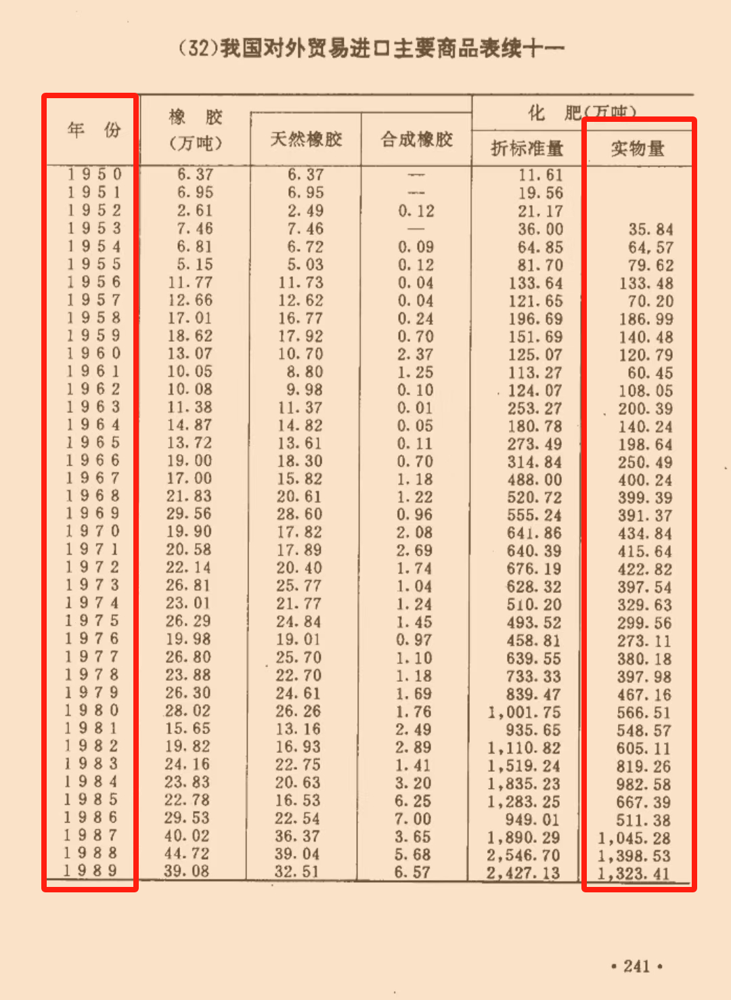 (32)我国对外贸易进口主要商品表续十一
年 份 橡 胶 (万吨) 天然橡胶 合成橡胶 化 肥(万吨) 折标准量 实物量
1950 6.37 6.37 — 11.61
1951 6.95 6.95 — 19.56
1952 2.61 2.49 0.12 21.17
1953 7.46 7.46 — 36.00 35.84
1954 6.81 6.72 0.09 64.85 64,57
1955 5.15 5.03 0.12 81.70 79.62
1956 11.77 11.73 0.04 133.64 133.48
1957 12.66 12.62 0.04 121.65 70.20
1958 17.01 16.77 0.24 196.69 186.99
1959 18.62 17.92 0.70 151.69 140.48
1960 13.07 10.70 2.37 125.07 120.79
1961 10.05 8.80 1.25 113.27 60.45
1962 10.08 9.98 0.10 124.07 108.05
1963 11.38 11.37 0.01 253.27 200.39
1964 14.87 14.82 0.05 180.78 140.24
1965 13.72 13.61 0.11 273.49 198.64
1966 19.00 18.30 0.70 314.84 250.49
1967 17.00 15.82 1.18 488.00 400.24
1968 21.83 20.61 1.22 520.72 399.39
1969 29.56 28.60 0.96 555.24 391.37
1970 19.90 17.82 2.08 641.86 434.84
1971 20.58 17.89 2.69 640.39 415.64
1972 22.14 20.40 1.74 676.19 422.82
1973 26.81 25.77 1.04 628.32 397.54
1974 23.01 21.77 1.24 510.20 329.63
1975 26.29 24.84 1.45 493.52 299.56
1976 19.98 19.01 0.97 458.81 273.11
1977 26.80 25.70 1.10 639.55 380.18
1978 23.88 22.70 1.18 733.33 397.98
1979 26.30 24.61 1.69 839.47 467.16
1980 28.02 26.26 1.76 1,001.75 566.51
1981 15.65 13.16 2.49 935.65 548.57
1982 19.82 16.93 2.89 1,110.82 605.11
1983 24.16 22.75 1.41 1,519.24 819.26
1984 23.83 20.63 3.20 1,835.23 982.58
1985 22.78 16.53 6.25 1,283.25 667.39
1986 29.53 22.54 7.00 949.01 511.38
1987 40.02 36.37 3.65 1,890.29 1,045.28
1988 44.72 39.04 5.68 2,546.70 1,398.53
1989 39.08 32.51 6.57 2,427.13 1,323.41
• 241 •